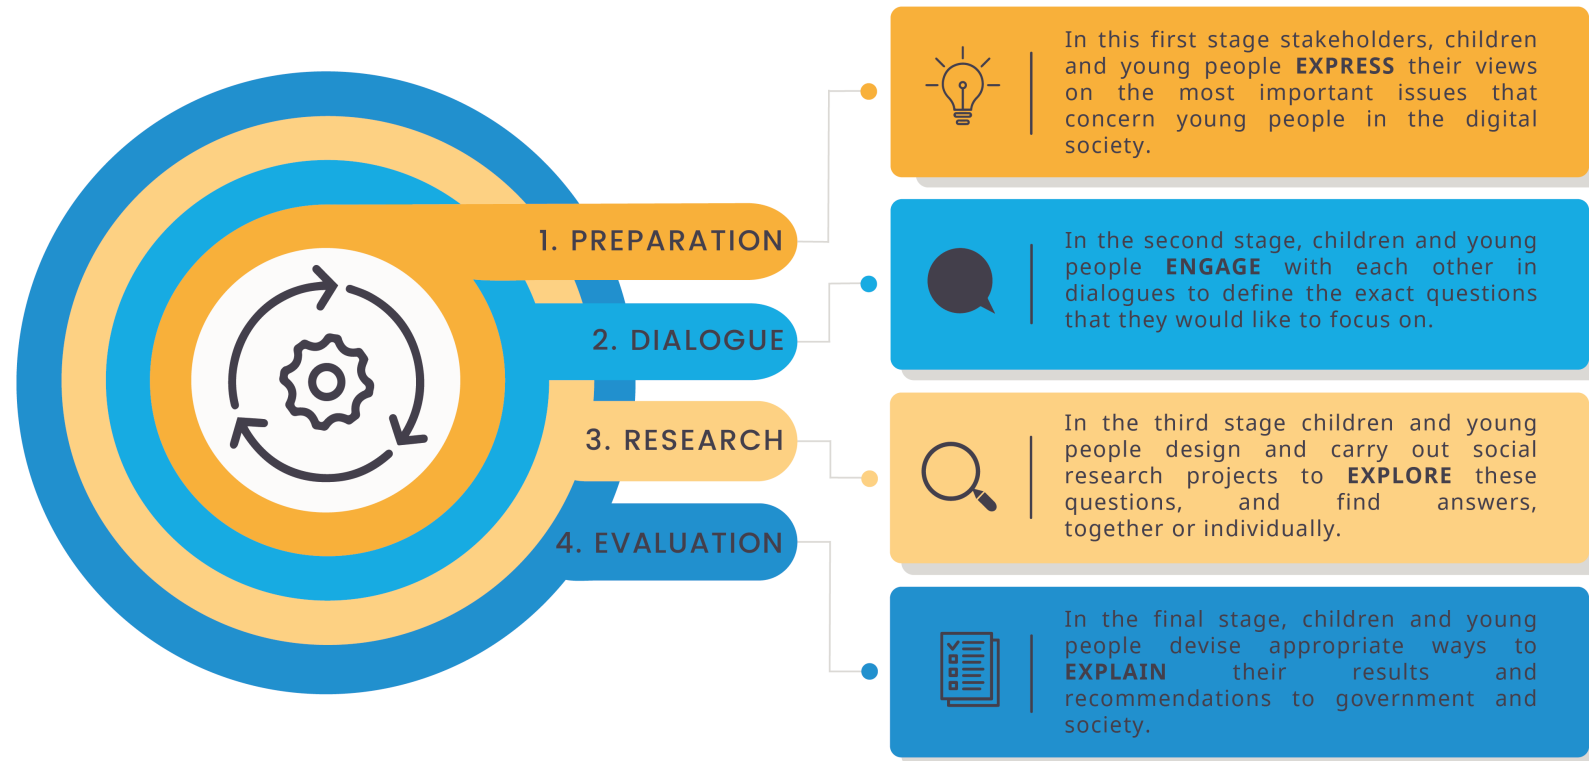 1. PREPARATION
In this first stage stakeholders, children
and young people EXPRESS their views
on the most important issues that
concern young people in the digital
society.
2. DIALOGUE
In the second stage, children and young
people ENGAGE with each other in
dialogues to define the exact questions
that they would like to focus on.
3. RESEARCH
In the third stage children and young
people design and carry out social
research projects to EXPLORE these
questions, and find answers,
together or individually.
4. EVALUATION
In the final stage, children and young
people devise appropriate ways to
EXPLAIN their results and
recommendations to government and
society.